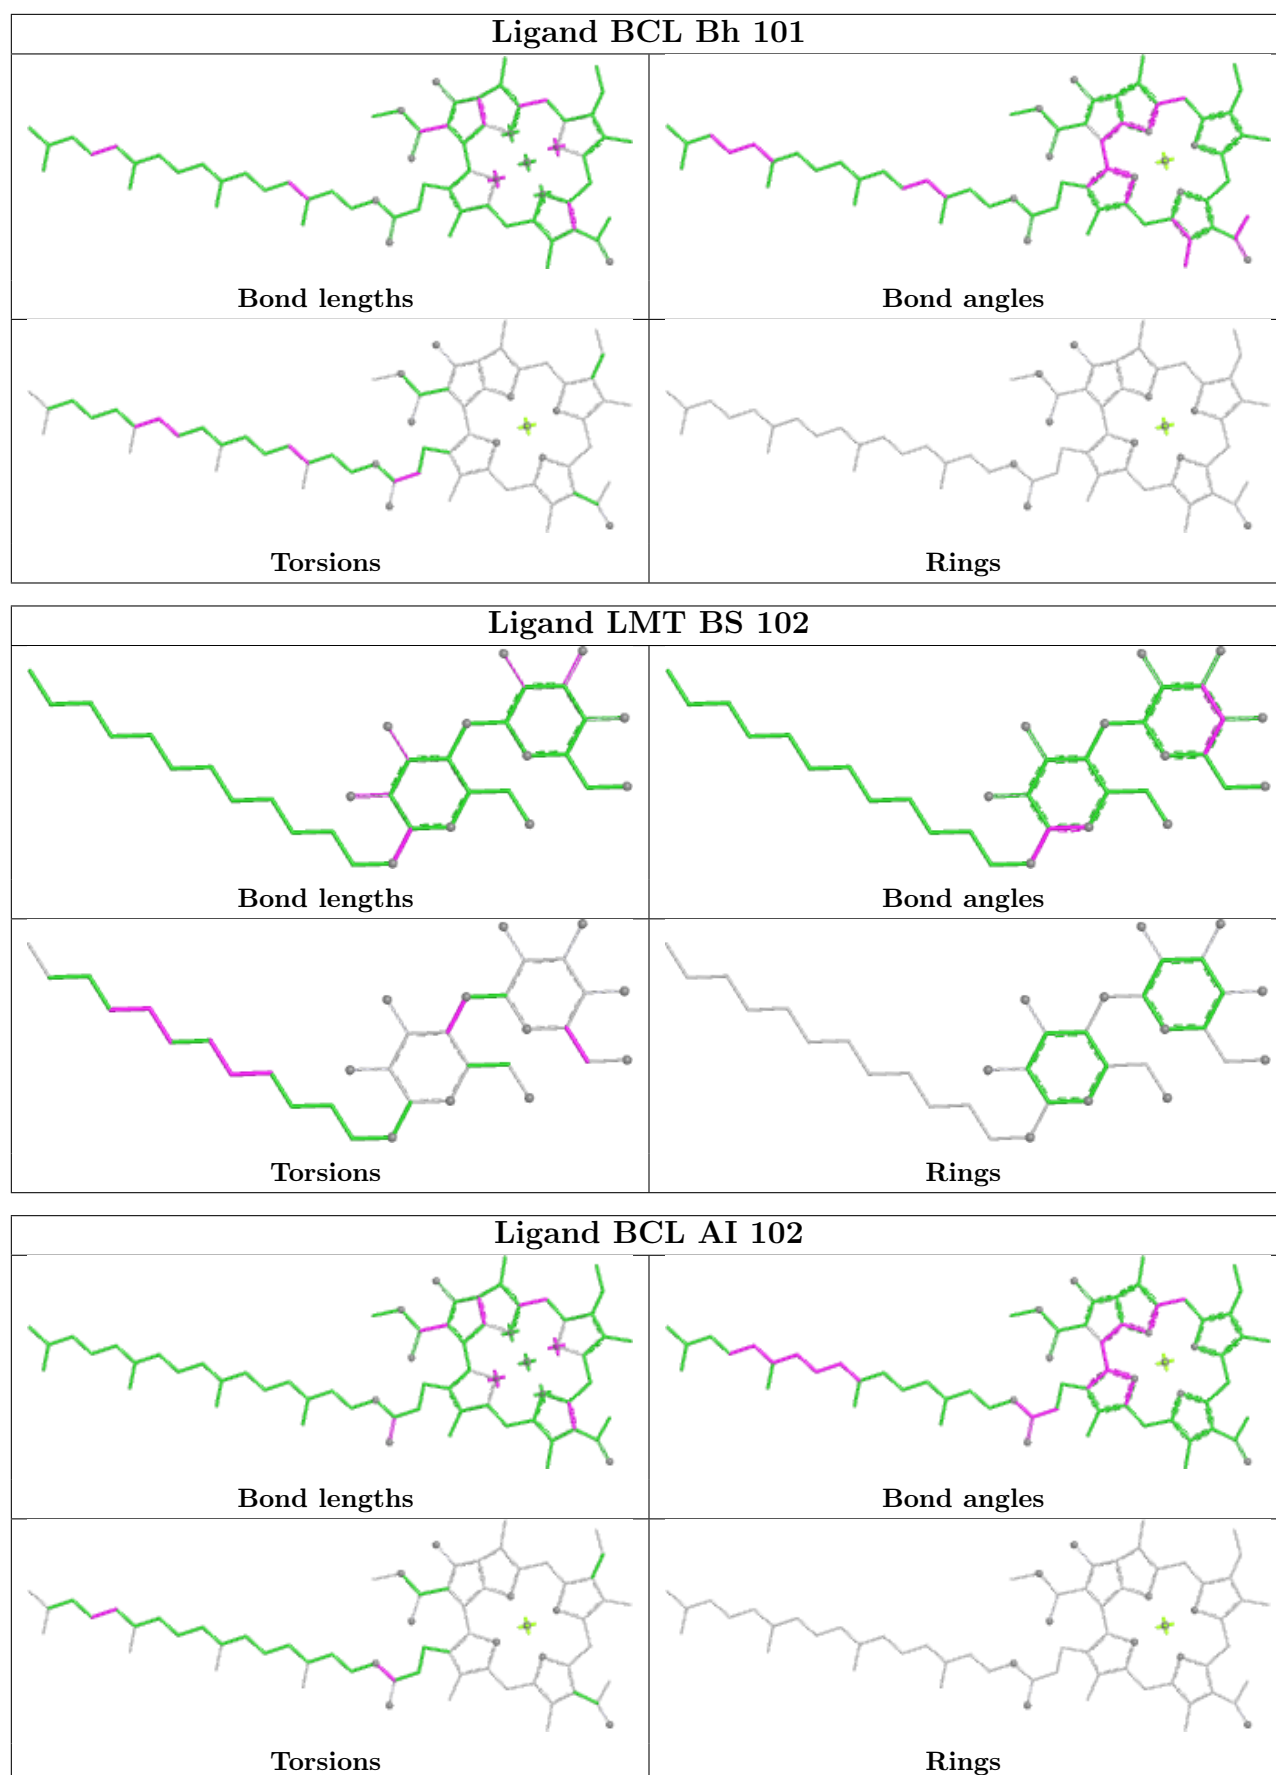 Ligand BCL Bh 101
Bond lengths
Bond angles
Torsions
Rings
Ligand LMT BS 102
Bond lengths
Bond angles
Torsions
Rings
Ligand BCL AI 102
Bond lengths
Bond angles
Torsions
Rings